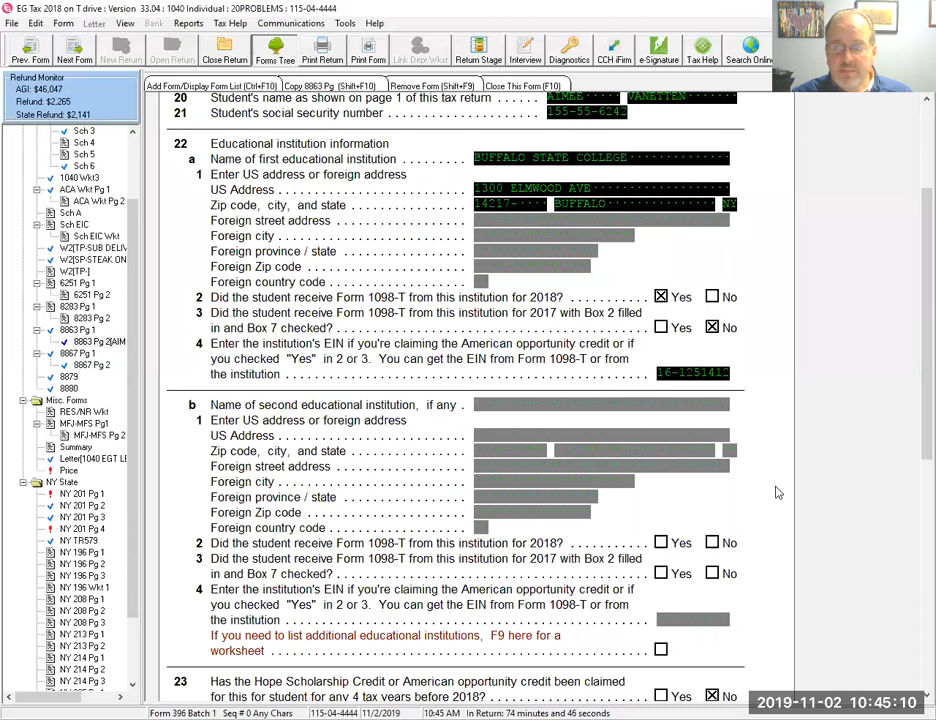 EG Tax 2018 on T drive: Version 33.04 : 1040 Individual : 20PROBLEMS : 115-04-4444
File Edit Form Letter View Bank Reports Tax Help Communications Tools Help
Prev. Form Next Form New Return Open Return Close Return Forms Tree Print Return Print Form Link Depr Wkst Return Stage Interview Diagnostics CCH iFirm e-Signature Tax Help Search Online
Refund Monitor
AGI: $46,047
Refund: $2,265
State Refund: $2,141
Add Form/Display Form List (Ctrl+F10) Copy 8863 Pg (Shift+F10) Remove Form (Shift+F9) Close This Form (F10)
Sch 3
Sch 4
Sch 5
Sch 6
1040 Wkt3
ACA Wkt Pg 1
ACA Wkt Pg 2
Sch A
Sch EIC
Sch EIC Wkt
W2[TP-SUB DELIV
W2[SP-STEAK ON
W2[TP-]
6251 Pg 1
6251 Pg 2
8283 Pg 1
8283 Pg 2
8863 Pg 1
8863 Pg 2[AIM
8867 Pg 1
8867 Pg 2
8879
8880
Misc. Forms
RES/NR Wkt
MFJ-MFS Pg1
MFJ-MFS Pg 2
Summary
Letter[1040 EGT LE
Price
NY State
NY 201 Pg 1
NY 201 Pg 2
NY 201 Pg 3
NY 201 Pg 4
NY TR579
NY 196 Pg 1
NY 196 Pg 2
NY 196 Pg 3
NY 196 Wkt 1
NY 208 Pg 1
NY 208 Pg 2
NY 208 Pg 3
NY 213 Pg 1
NY 213 Pg 2
NY 214 Pg 1
NY 214 Pg 2
20 Student's name as shown on page 1 of this tax return ...... AIMEE VANETTEN
21 Student's social security number ...... 155-55-6242
22 Educational institution information
a Name of first educational institution ......... BUFFALO STATE COLLEGE
1 Enter US address or foreign address
US Address ......... 1300 ELMWOOD AVE
Zip code, city, and state ......... 14217- BUFFALO NY
Foreign street address .........
Foreign city .........
Foreign province / state .........
Foreign Zip code .........
Foreign country code .........
2 Did the student receive Form 1098-T from this institution for 2018? ........... Yes No
3 Did the student receive Form 1098-T from this institution for 2017 with Box 2 filled
in and Box 7 checked? ......... Yes No
4 Enter the institution's EIN if you're claiming the American opportunity credit or if
you checked "Yes" in 2 or 3. You can get the EIN from Form 1098-T or from
the institution ......... 16-1251412
b Name of second educational institution, if any .
1 Enter US address or foreign address
US Address .........
Zip code, city, and state .........
Foreign street address .........
Foreign city .........
Foreign province / state .........
Foreign Zip code .........
Foreign country code .........
2 Did the student receive Form 1098-T from this institution for 2018? ........... Yes No
3 Did the student receive Form 1098-T from this institution for 2017 with Box 2 filled
in and Box 7 checked? ......... Yes No
4 Enter the institution's EIN if you're claiming the American opportunity credit or if
you checked "Yes" in 2 or 3. You can get the EIN from Form 1098-T or from
the institution .........
If you need to list additional educational institutions, F9 here for a
worksheet .........
23 Has the Hope Scholarship Credit or American opportunity credit been claimed
for this for student for any 4 tax years before 2018? ......... Yes No
2019-11-02 10:45:10
Form 396 Batch 1 Seq # 0 Any Chars 115-04-4444 11/2/2019 10:45 AM In Return: 74 minutes and 46 seconds